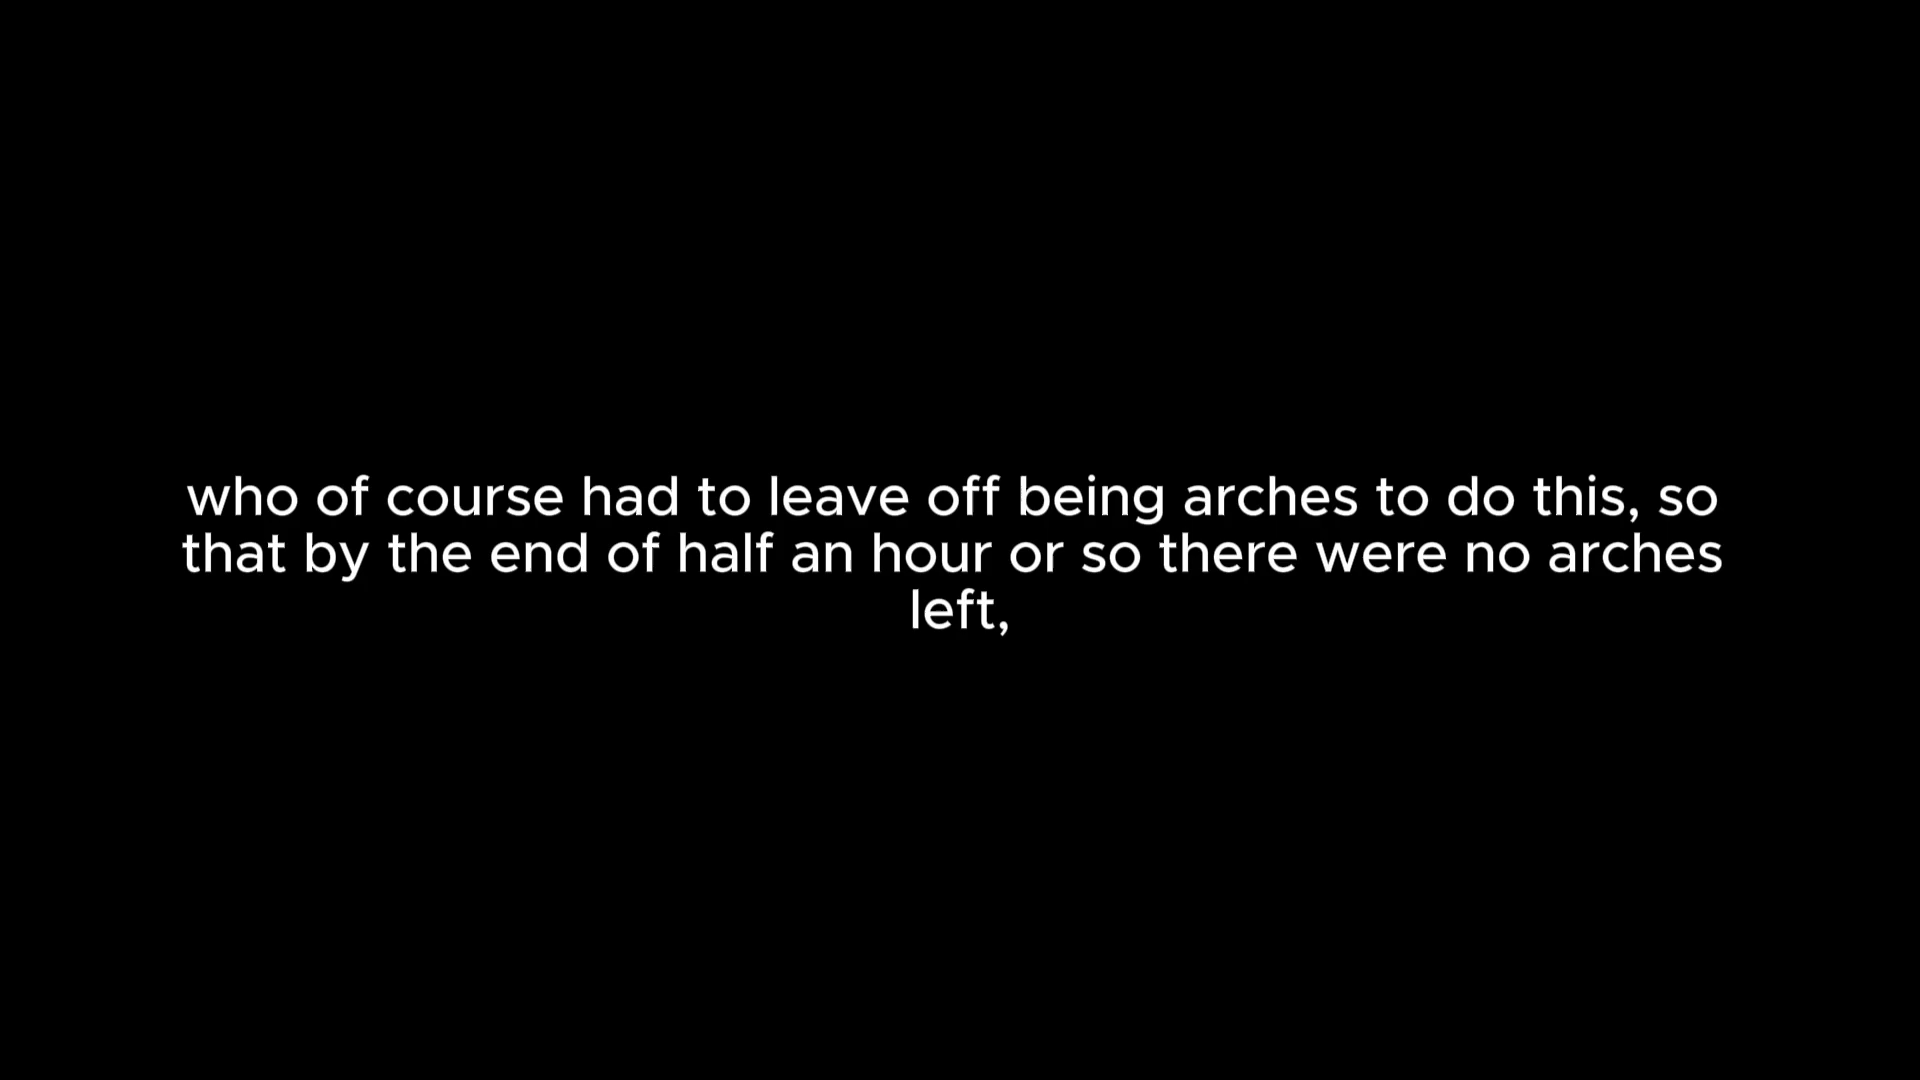 who of course had to leave off being arches to do this, so
that by the end of half an hour or so there were no arches
left,